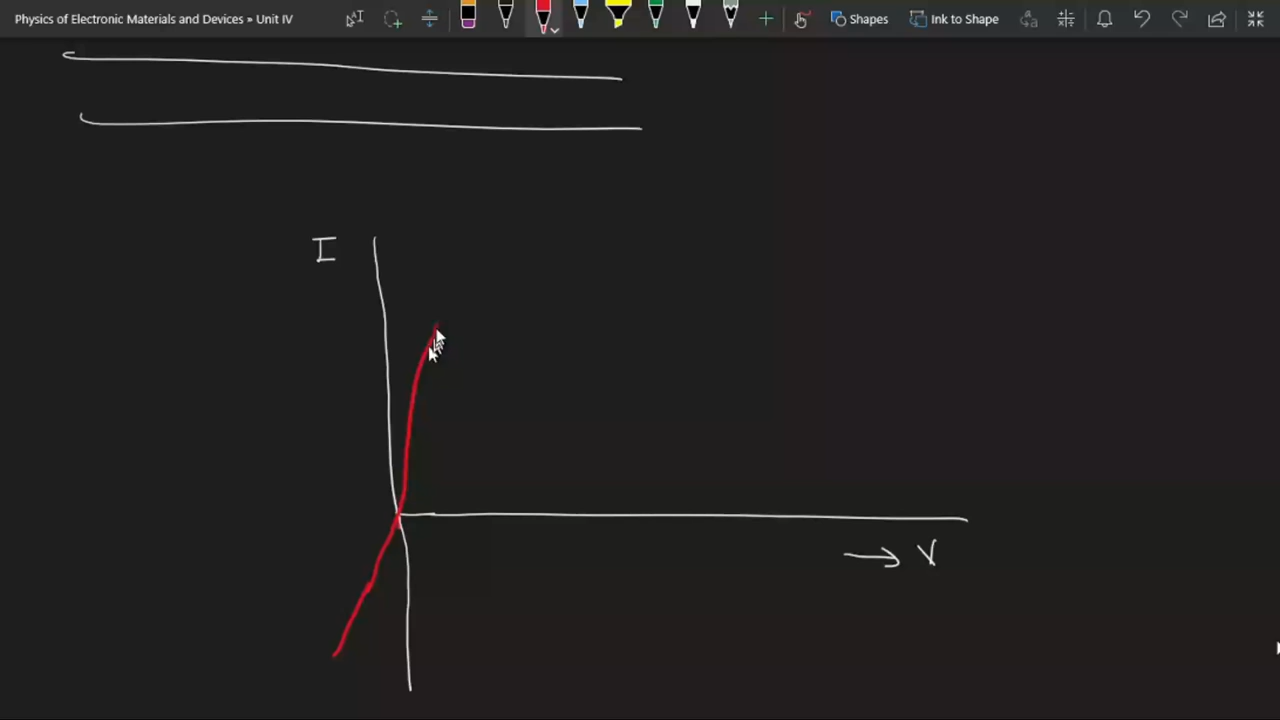 Physics of Electronic Materials and Devices » Unit IV
Shapes
Ink to Shape
I
→ V